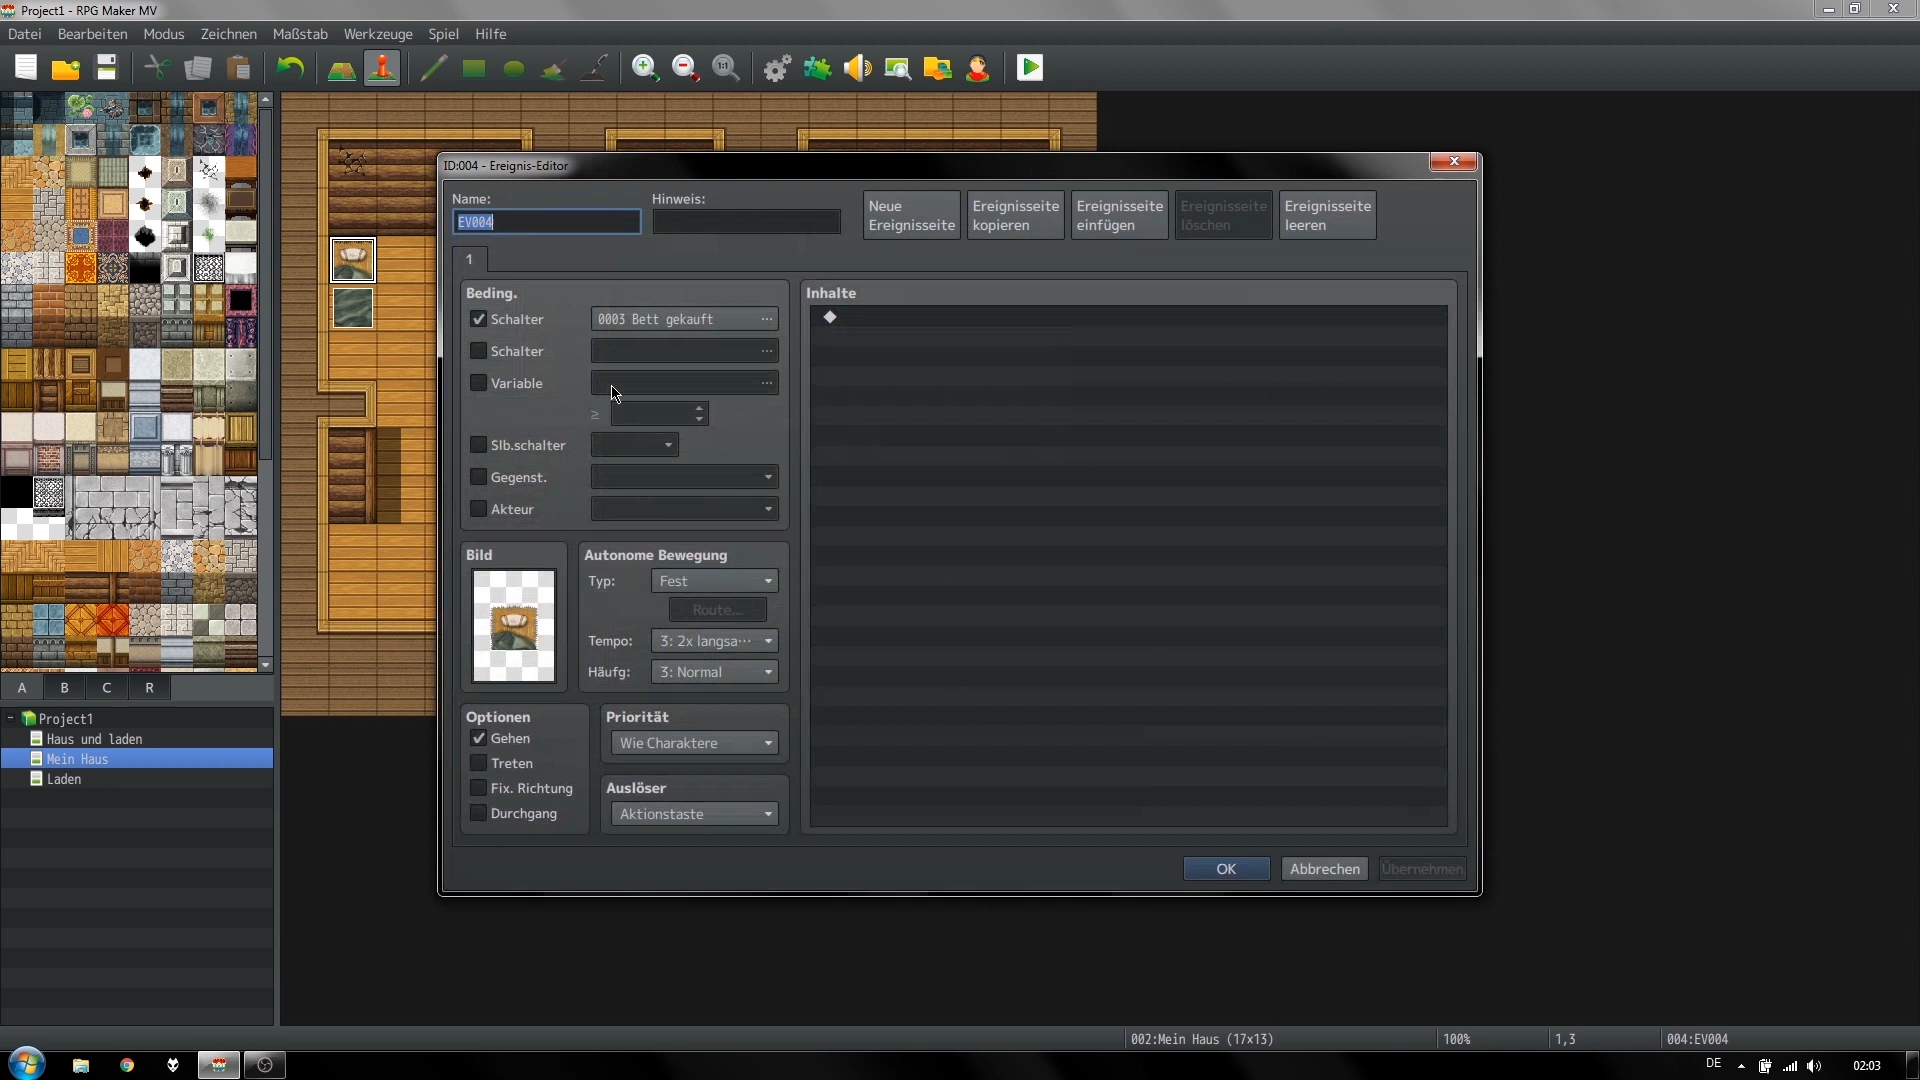 Project1 - RPG Maker MV
Datei Bearbeiten Modus Zeichnen Maßstab Werkzeuge Spiel Hilfe
1:1
ID:004 - Ereignis-Editor
Name:
EV004
Hinweis:
Neue Ereignisseite
Ereignisseite kopieren
Ereignisseite einfügen
Ereignisseite löschen
Ereignisseite leeren
1
Beding.
Schalter 0003 Bett gekauft ...
Schalter ...
Variable ...
≥
Slb.schalter
Gegenst.
Akteur
Bild
Autonome Bewegung
Typ: Fest
Route...
Tempo: 3: 2x langsa···
Häufg: 3: Normal
Optionen
Gehen
Treten
Fix. Richtung
Durchgang
Priorität
Wie Charaktere
Auslöser
Aktionstaste
Inhalte
OK Abbrechen Übernehmen
A B C R
Project1
Haus und laden
Mein Haus
Laden
002:Mein Haus (17x13) 100% 1,3 004:EV004
DE 02:03